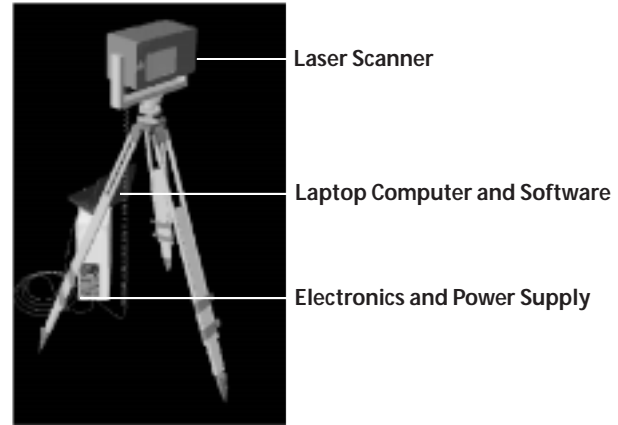 Laser Scanner
Laptop Computer and Software
Electronics and Power Supply